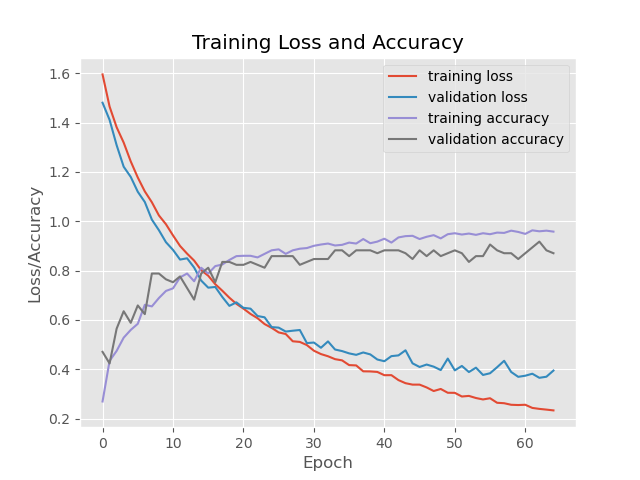 Training Loss and Accuracy
training loss
validation loss
training accuracy
validation accuracy
Loss/Accuracy
1.6
1.4
1.2
1.0
0.8
0.6
0.4
0.2
0 10 20 30 40 50 60
Epoch